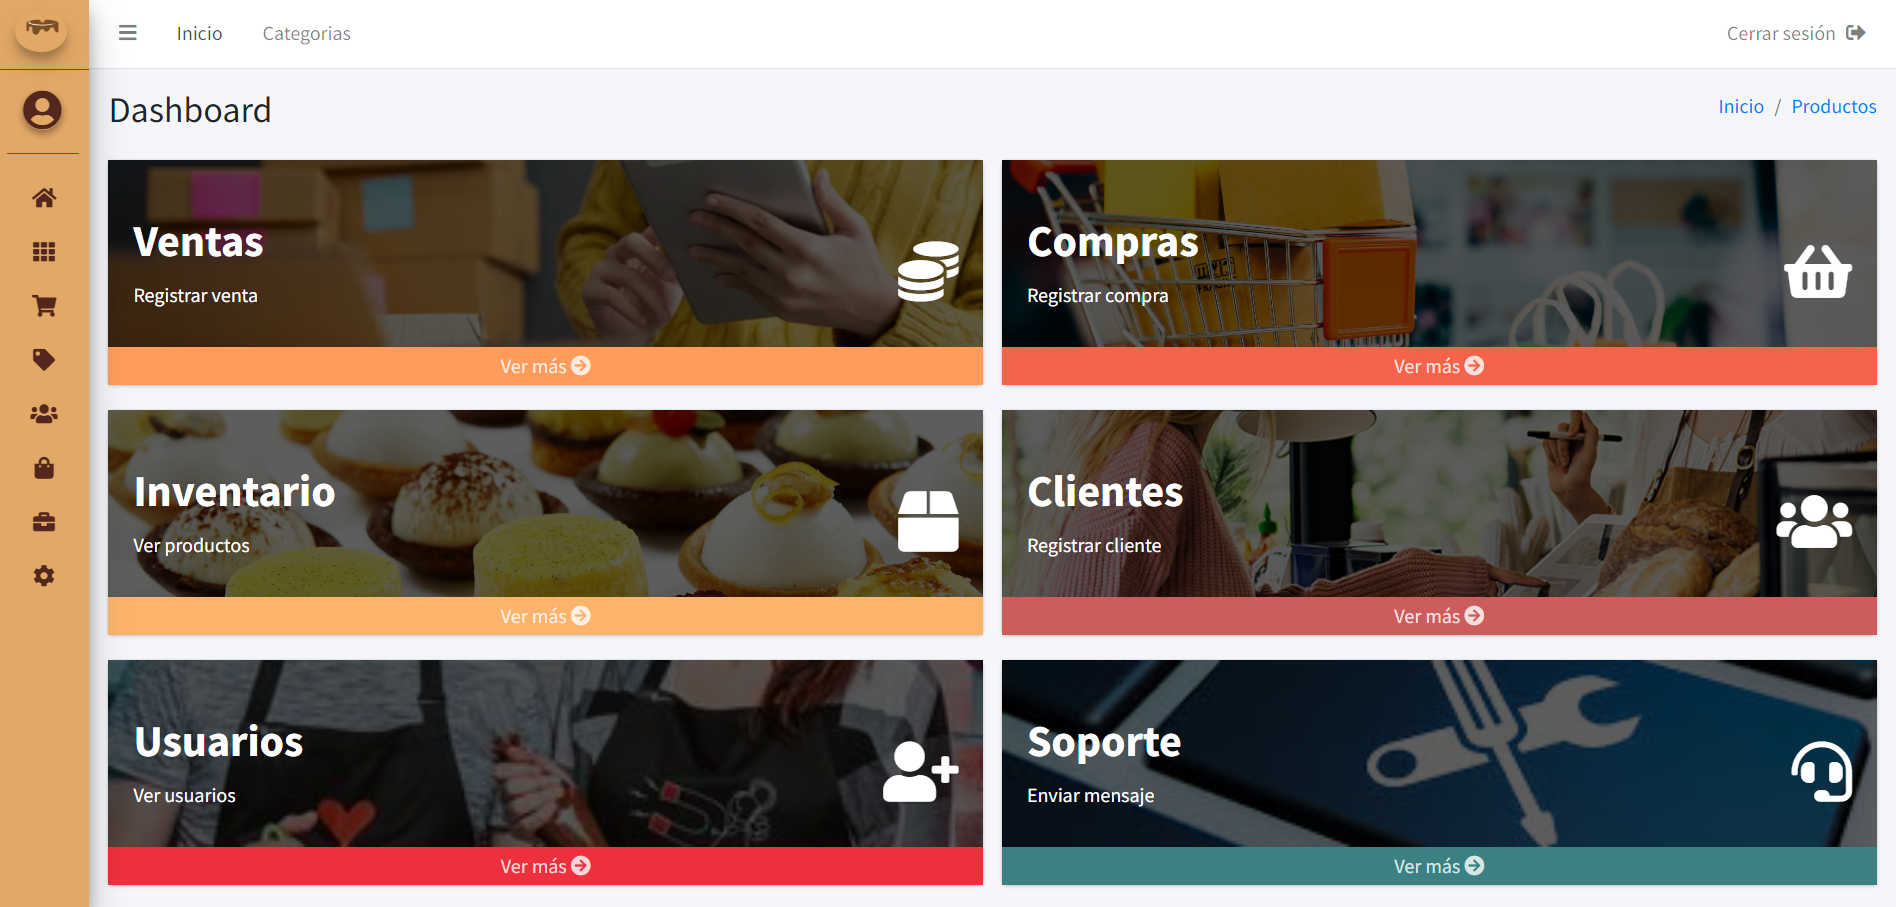 Inicio
Categorias
Cerrar sesión
Dashboard
Inicio / Productos
Ventas
Registrar venta
Ver más
Compras
Registrar compra
Ver más
Inventario
Ver productos
Ver más
Clientes
Registrar cliente
Ver más
Usuarios
Ver usuarios
Ver más
Soporte
Enviar mensaje
Ver más